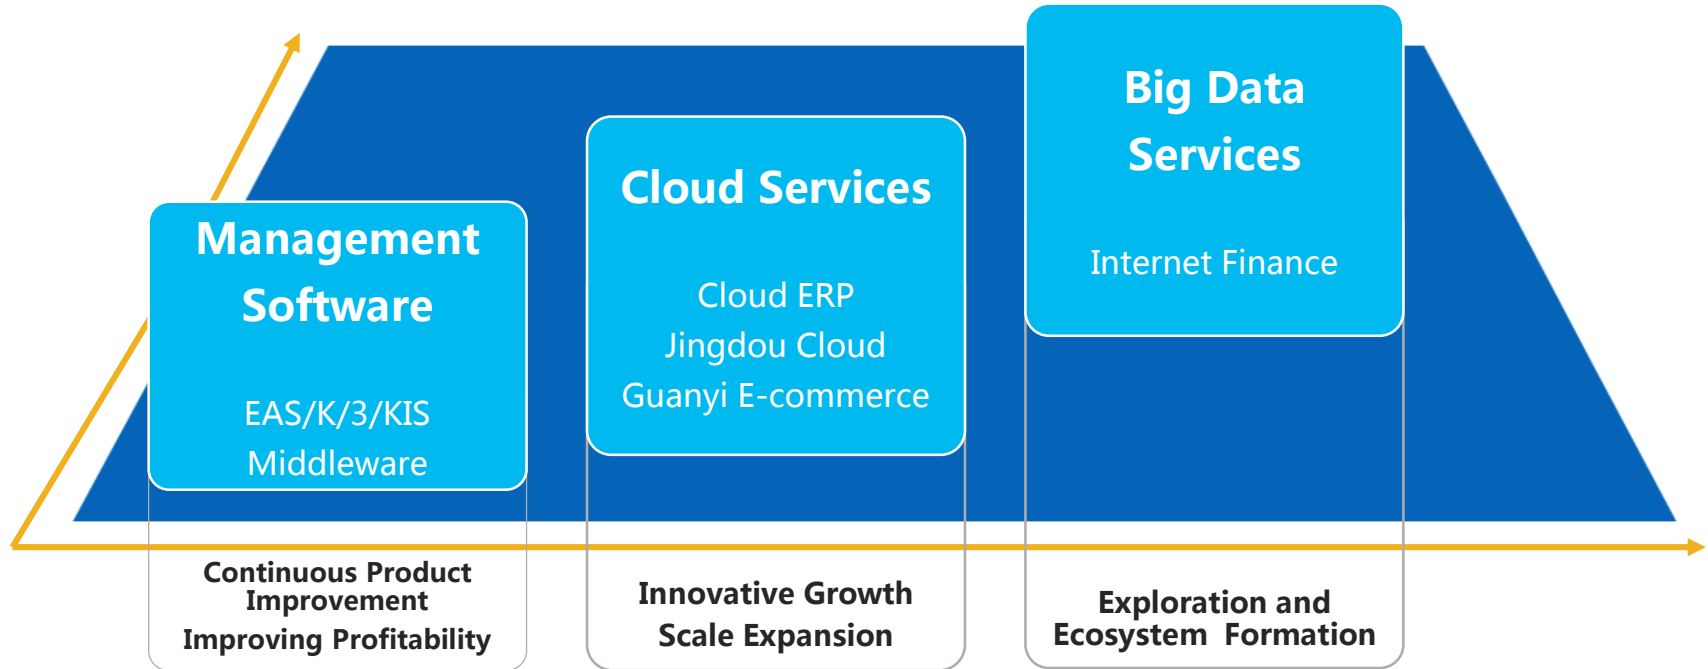 Management
Software
EAS/K/3/KIS
Middleware
Continuous Product
Improvement
Improving Profitability
Cloud Services
Cloud ERP
Jingdou Cloud
Guanyi E-commerce
Innovative Growth
Scale Expansion
Big Data
Services
Internet Finance
Exploration and
Ecosystem Formation